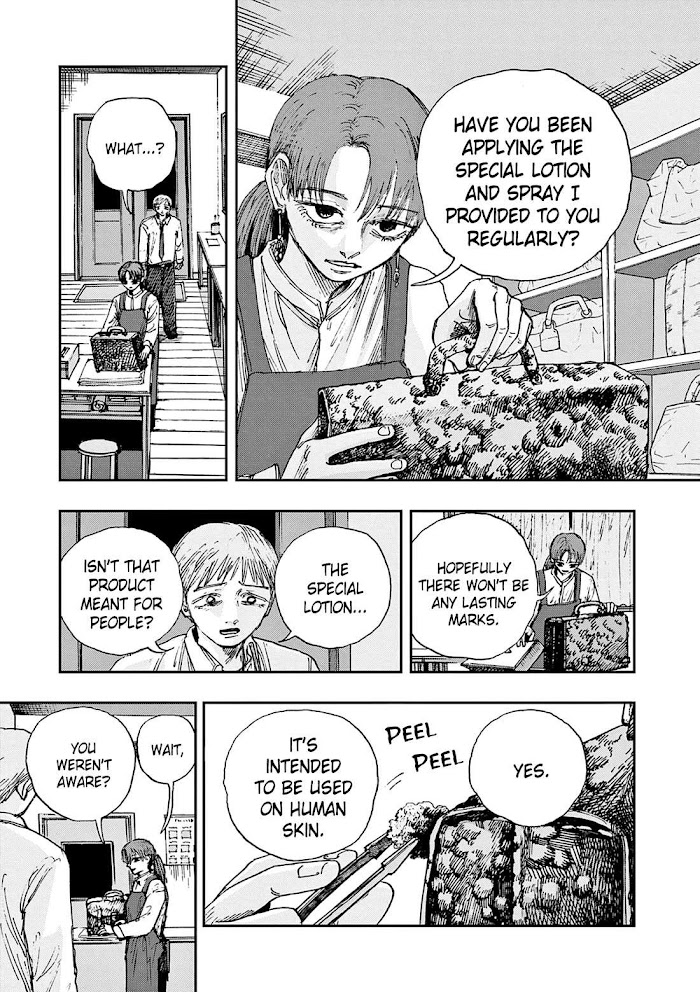 HAVE YOU BEEN
APPLYING THE
SPECIAL LOTION
AND SPRAY I
PROVIDED TO YOU
REGULARLY?
WHAT...?
HOPEFULLY
THERE WON'T BE
ANY LASTING
MARKS.
THE
SPECIAL
LOTION...
ISN'T THAT
PRODUCT
MEANT FOR
PEOPLE?
YES.
PEEL
PEEL
IT'S
INTENDED
TO BE USED
ON HUMAN
SKIN.
WAIT,
YOU
WEREN'T
AWARE?